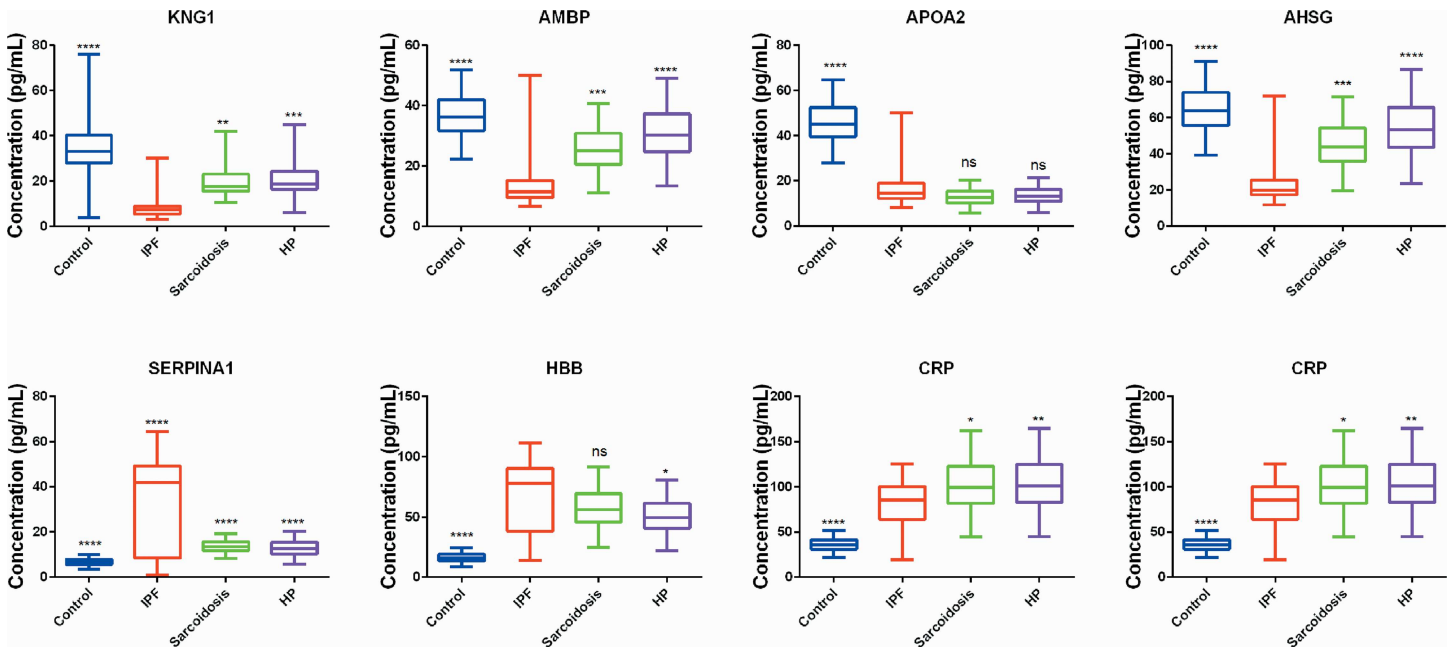 KNG1
Concentration (pg/mL)
80
60
40
20
0
****
**
***
Control
IPF
Sarcoidosis
HP
AMBP
Concentration (pg/mL)
60
40
20
0
****
***
****
Control
IPF
Sarcoidosis
HP
APOA2
Concentration (pg/mL)
80
60
40
20
0
****
ns
ns
Control
IPF
Sarcoidosis
HP
AHSG
Concentration (pg/mL)
100
80
60
40
20
0
****
***
****
Control
IPF
Sarcoidosis
HP
SERPINA1
Concentration (pg/mL)
80
60
40
20
0
****
****
****
****
Control
IPF
Sarcoidosis
HP
HBB
Concentration (pg/mL)
150
100
50
0
****
ns
*
Control
IPF
Sarcoidosis
HP
CRP
Concentration (pg/mL)
200
150
100
50
0
****
*
**
Control
IPF
Sarcoidosis
HP
CRP
Concentration (pg/mL)
200
150
100
50
0
****
*
**
Control
IPF
Sarcoidosis
HP